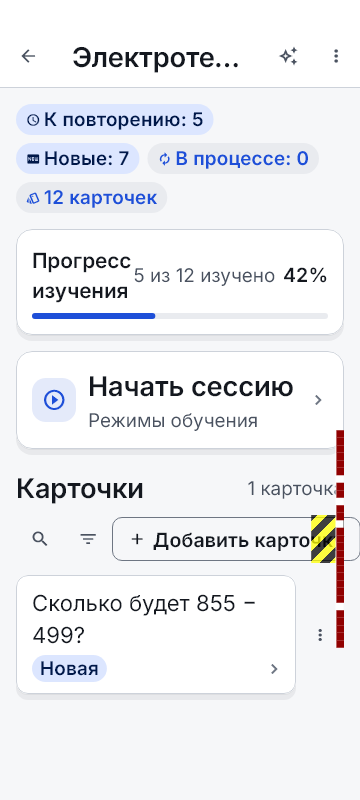 Электроте...
К повторению: 5
Новые: 7
В процессе: 0
12 карточек
Прогресс изучения
5 из 12 изучено
42%
Начать сессию
Режимы обучения
Карточки
1 карточка
+ Добавить
Сколько будет 855 −
499?
Новая